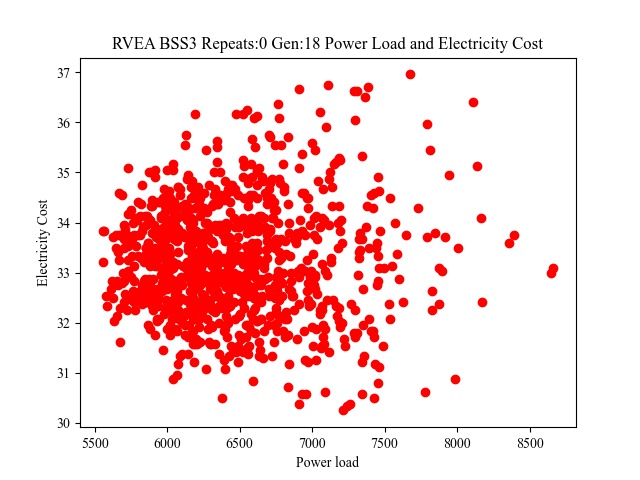 RVEA BSS3 Repeats:0 Gen:18 Power Load and Electricity Cost
37
36
35
34
33
32
31
30
Electricity Cost
5500 6000 6500 7000 7500 8000 8500
Power load